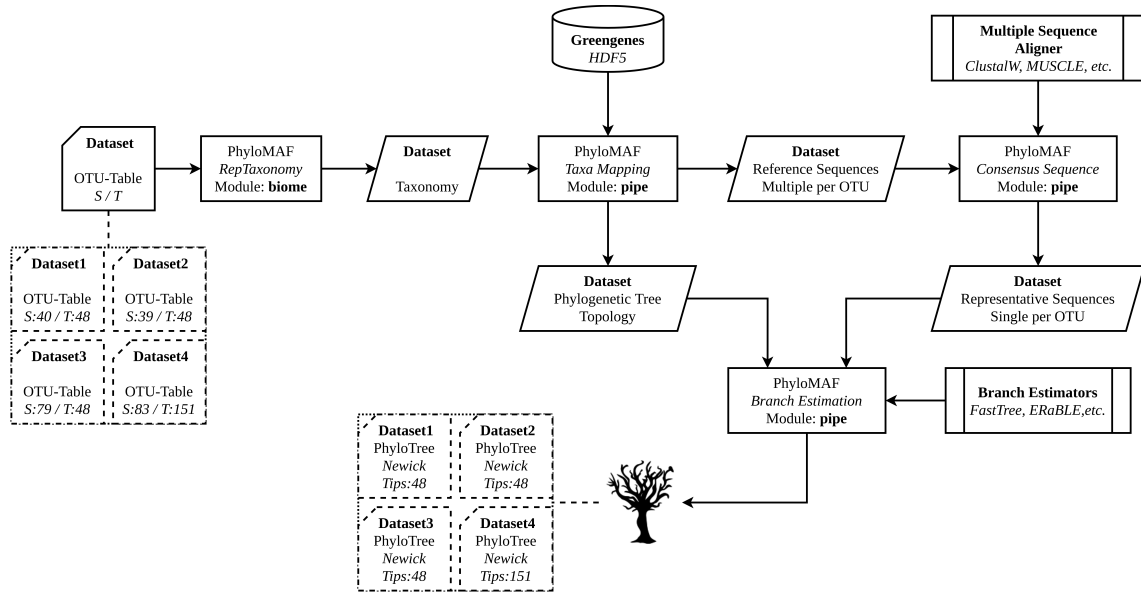 Greengenes
HDF5
Multiple Sequence
Aligner
ClustalW, MUSCLE, etc.
Dataset
OTU-Table
S / T
PhyloMAF
RepTaxonomy
Module: biome
Dataset
Taxonomy
PhyloMAF
Taxa Mapping
Module: pipe
Dataset
Reference Sequences
Multiple per OTU
PhyloMAF
Consensus Sequence
Module: pipe
Dataset1
OTU-Table
S:40 / T:48
Dataset2
OTU-Table
S:39 / T:48
Dataset3
OTU-Table
S:79 / T:48
Dataset4
OTU-Table
S:83 / T:151
Dataset
Phylogenetic Tree
Topology
Dataset
Representative Sequences
Single per OTU
PhyloMAF
Branch Estimation
Module: pipe
Branch Estimators
FastTree, ERaBLE,etc.
Dataset1
PhyloTree
Newick
Tips:48
Dataset2
PhyloTree
Newick
Tips:48
Dataset3
PhyloTree
Newick
Tips:48
Dataset4
PhyloTree
Newick
Tips:151